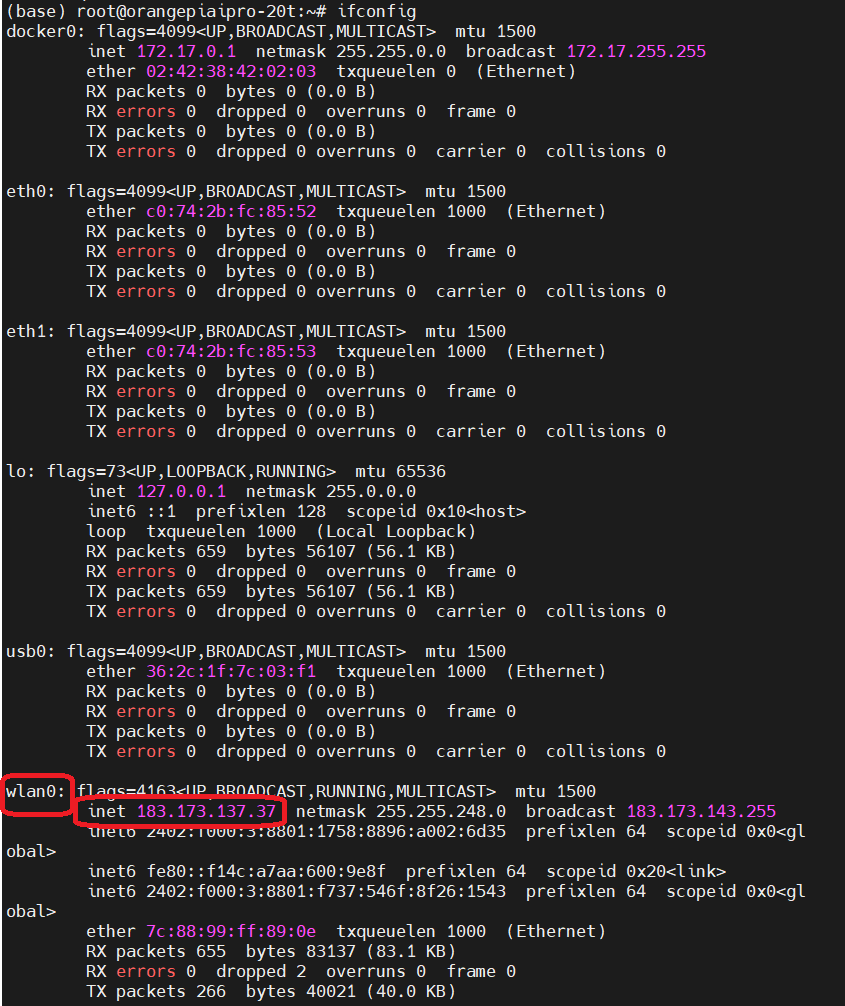 (base) root@orangepiaipro-20t:~# ifconfig
docker0: flags=4099<UP,BROADCAST,MULTICAST>  mtu 1500
        inet 172.17.0.1  netmask 255.255.0.0  broadcast 172.17.255.255
        ether 02:42:38:42:02:03  txqueuelen 0  (Ethernet)
        RX packets 0  bytes 0 (0.0 B)
        RX errors 0  dropped 0  overruns 0  frame 0
        TX packets 0  bytes 0 (0.0 B)
        TX errors 0  dropped 0 overruns 0  carrier 0  collisions 0

eth0: flags=4099<UP,BROADCAST,MULTICAST>  mtu 1500
        ether c0:74:2b:fc:85:52  txqueuelen 1000  (Ethernet)
        RX packets 0  bytes 0 (0.0 B)
        RX errors 0  dropped 0  overruns 0  frame 0
        TX packets 0  bytes 0 (0.0 B)
        TX errors 0  dropped 0 overruns 0  carrier 0  collisions 0

eth1: flags=4099<UP,BROADCAST,MULTICAST>  mtu 1500
        ether c0:74:2b:fc:85:53  txqueuelen 1000  (Ethernet)
        RX packets 0  bytes 0 (0.0 B)
        RX errors 0  dropped 0  overruns 0  frame 0
        TX packets 0  bytes 0 (0.0 B)
        TX errors 0  dropped 0 overruns 0  carrier 0  collisions 0

lo: flags=73<UP,LOOPBACK,RUNNING>  mtu 65536
        inet 127.0.0.1  netmask 255.0.0.0
        inet6 ::1  prefixlen 128  scopeid 0x10<host>
        loop  txqueuelen 1000  (Local Loopback)
        RX packets 659  bytes 56107 (56.1 KB)
        RX errors 0  dropped 0  overruns 0  frame 0
        TX packets 659  bytes 56107 (56.1 KB)
        TX errors 0  dropped 0 overruns 0  carrier 0  collisions 0

usb0: flags=4099<UP,BROADCAST,MULTICAST>  mtu 1500
        ether 36:2c:1f:7c:03:f1  txqueuelen 1000  (Ethernet)
        RX packets 0  bytes 0 (0.0 B)
        RX errors 0  dropped 0  overruns 0  frame 0
        TX packets 0  bytes 0 (0.0 B)
        TX errors 0  dropped 0 overruns 0  carrier 0  collisions 0

wlan0: flags=4163<UP,BROADCAST,RUNNING,MULTICAST>  mtu 1500
        inet 183.173.137.37  netmask 255.255.248.0  broadcast 183.173.143.255
        inet6 2402:f000:3:8801:1758:8896:a002:6d35  prefixlen 64  scopeid 0x0<gl
obal>
        inet6 fe80::f14c:a7aa:600:9e8f  prefixlen 64  scopeid 0x20<link>
        inet6 2402:f000:3:8801:f737:546f:8f26:1543  prefixlen 64  scopeid 0x0<gl
obal>
        ether 7c:88:99:ff:89:0e  txqueuelen 1000  (Ethernet)
        RX packets 655  bytes 83137 (83.1 KB)
        RX errors 0  dropped 2  overruns 0  frame 0
        TX packets 266  bytes 40021 (40.0 KB)